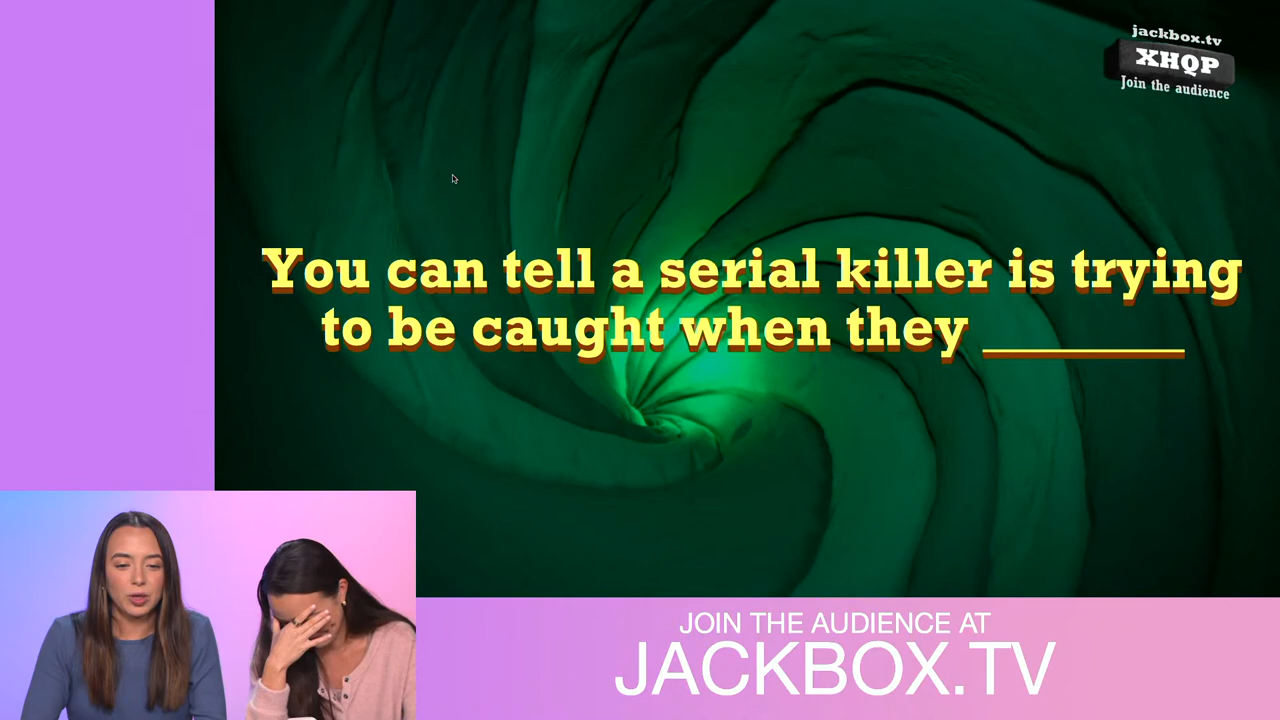 jackbox.tv
XHQP
Join the audience
You can tell a serial killer is trying
to be caught when they ________
JOIN THE AUDIENCE AT
JACKBOX.TV